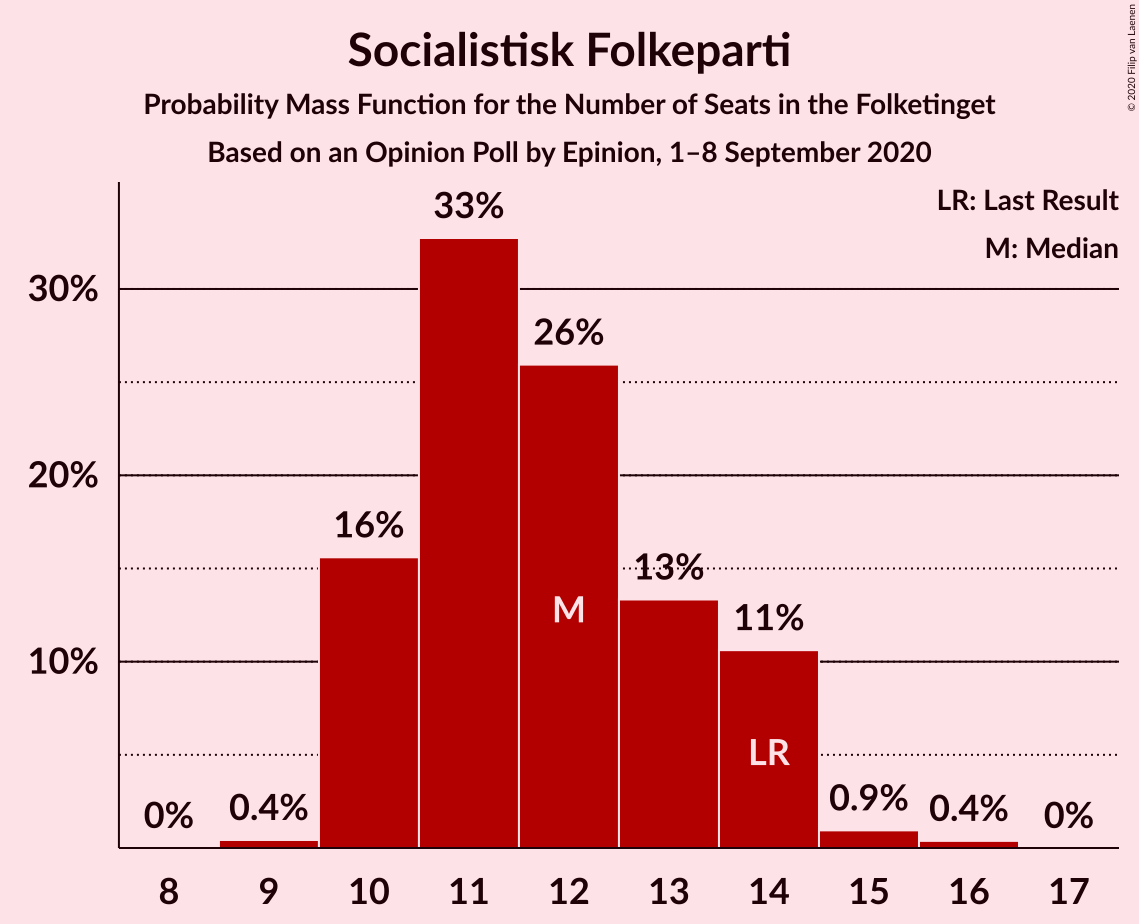 © 2020 Filip van Laenen
Socialistisk Folkeparti
Probability Mass Function for the Number of Seats in the Folketinget
Based on an Opinion Poll by Epinion, 1–8 September 2020
LR: Last Result
M: Median
33%
30%
26%
20%
16%
13%
M
11%
10%
LR
0%
0.4%
0.9%
0.4%
0%
8 9 10 11 12 13 14 15 16 17